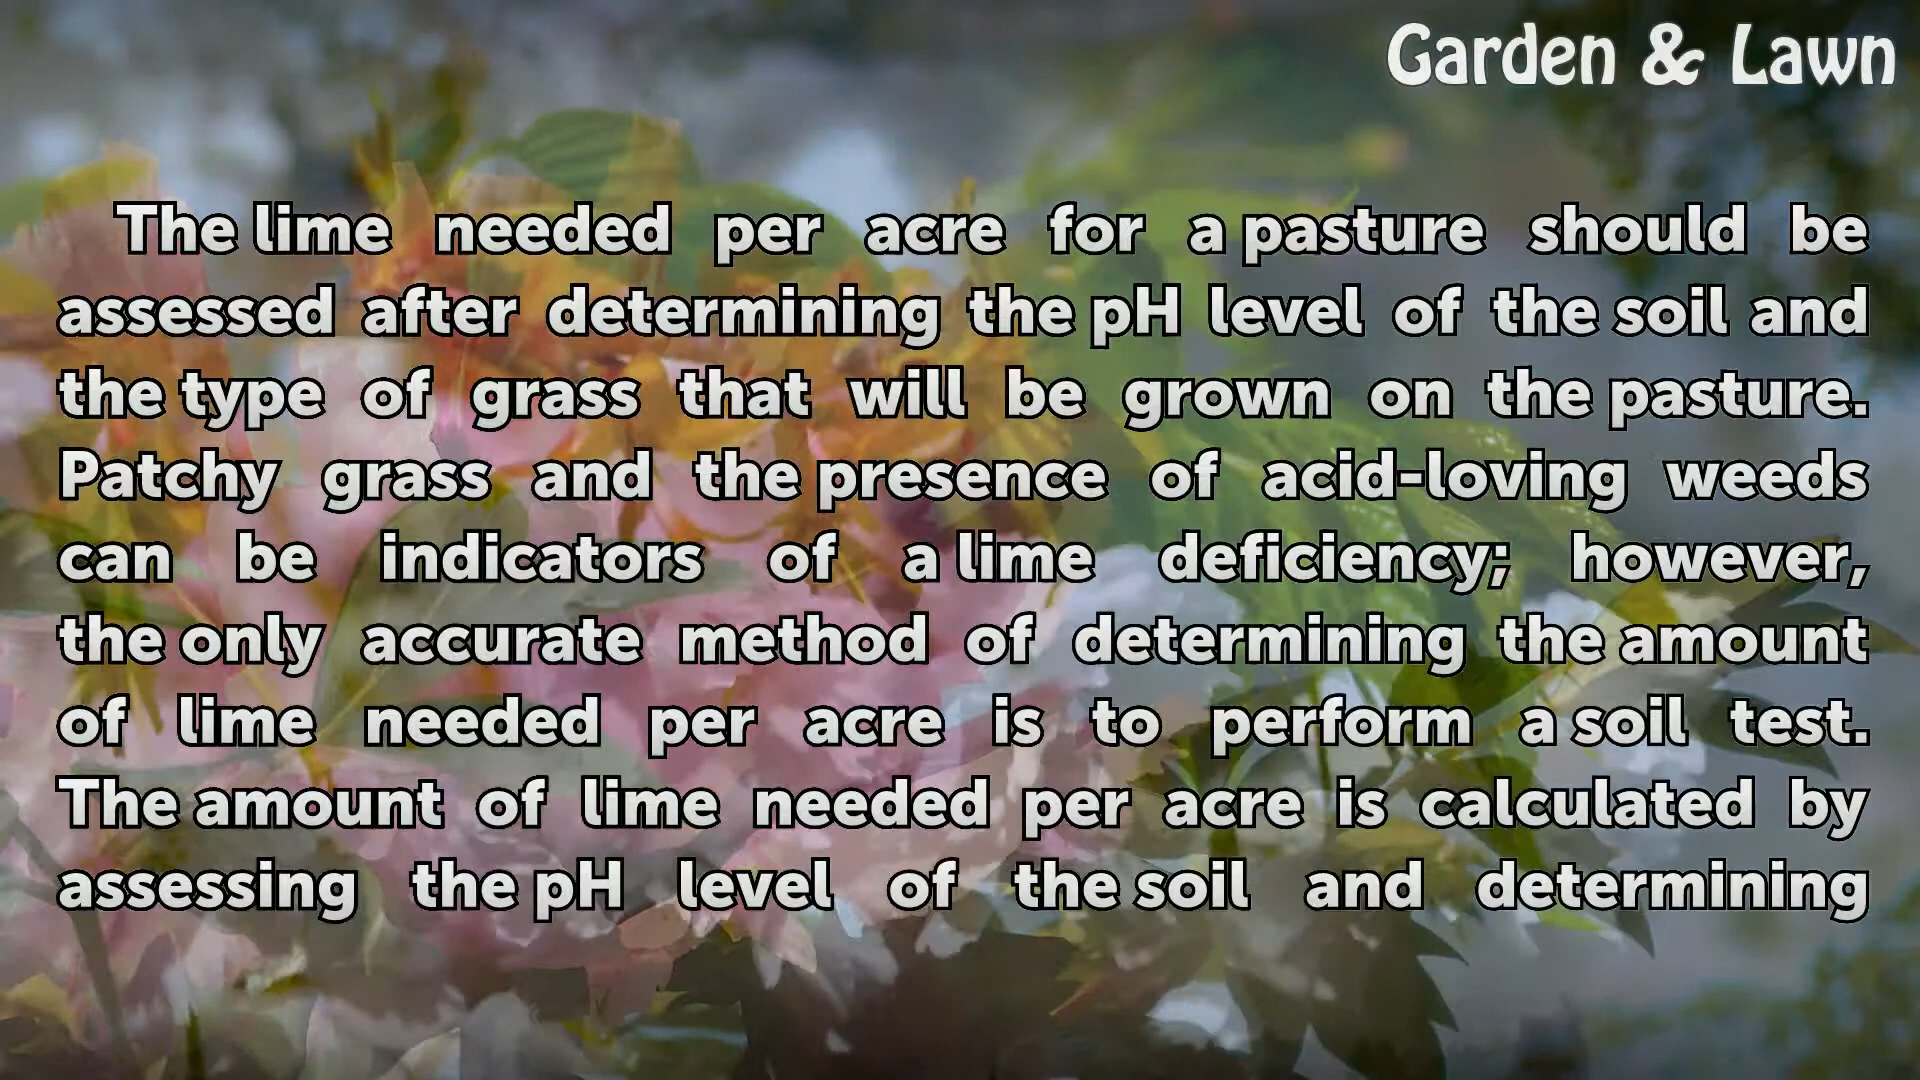 Garden & Lawn
The lime needed per acre for a pasture should be
assessed after determining the pH level of the soil and
the type of grass that will be grown on the pasture.
Patchy grass and the presence of acid-loving weeds
can be indicators of a lime deficiency; however,
the only accurate method of determining the amount
of lime needed per acre is to perform a soil test.
The amount of lime needed per acre is calculated by
assessing the pH level of the soil and determining